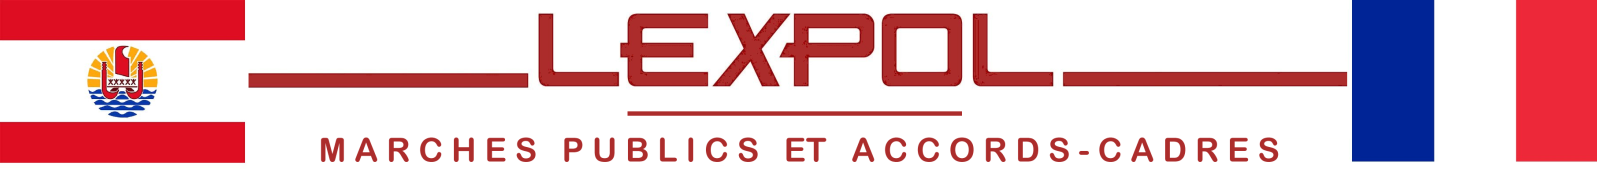 LEXPOL
MARCHES PUBLICS ET ACCORDS-CADRES